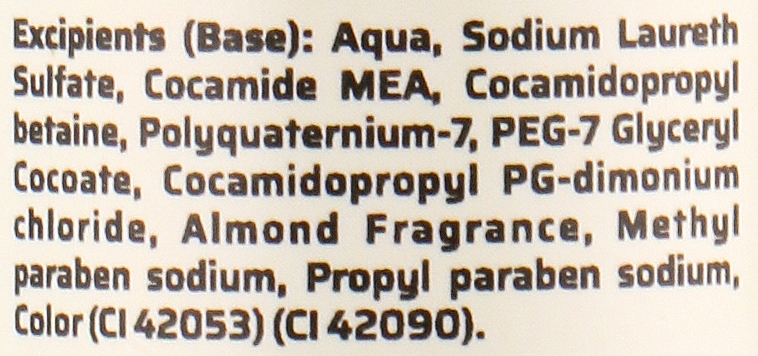 Excipients (Base): Aqua, Sodium Laureth
Sulfate, Cocamide MEA, Cocamidopropyl
betaine, Polyquaternium-7, PEG-7 Glyceryl
Cocoate, Cocamidopropyl PG-dimonium
chloride, Almond Fragrance, Methyl
paraben sodium, Propyl paraben sodium,
Color (CI 42053) (CI 42090).